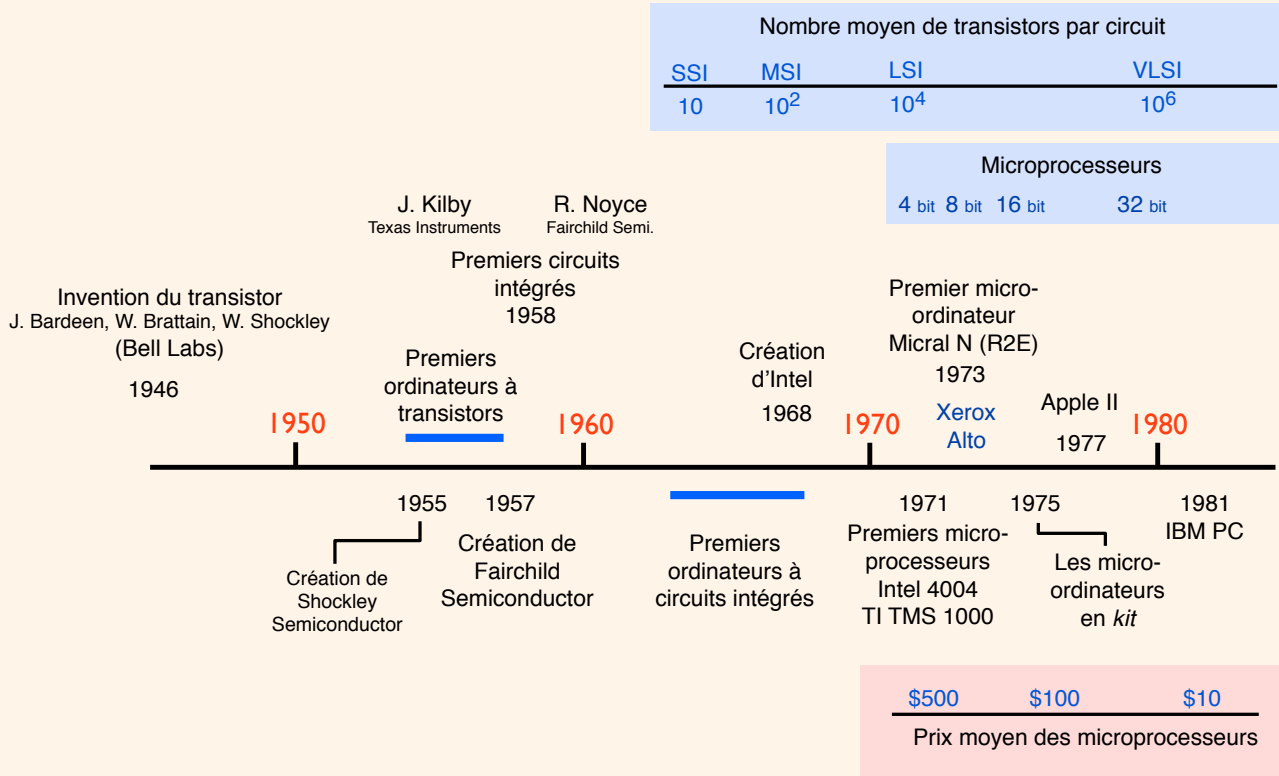 Nombre moyen de transistors par circuit
SSI MSI LSI VLSI
10 10² 10⁴ 10⁶
Microprocesseurs
4 bit 8 bit 16 bit 32 bit
J. Kilby
Texas Instruments
R. Noyce
Fairchild Semi.
Premiers circuits
intégrés
1958
Invention du transistor
J. Bardeen, W. Brattain, W. Shockley
(Bell Labs)
1946
Premiers
ordinateurs à
transistors
Création
d’Intel
1968
Premier micro-
ordinateur
Micral N (R2E)
1973
Xerox
Alto
Apple II
1977
1950 1960 1970 1980
1955
Création de
Shockley
Semiconductor
1957
Création de
Fairchild
Semiconductor
Premiers
ordinateurs à
circuits intégrés
1971
Premiers micro-
processeurs
Intel 4004
TI TMS 1000
1975
Les micro-
ordinateurs
en kit
1981
IBM PC
$500 $100 $10
Prix moyen des microprocesseurs